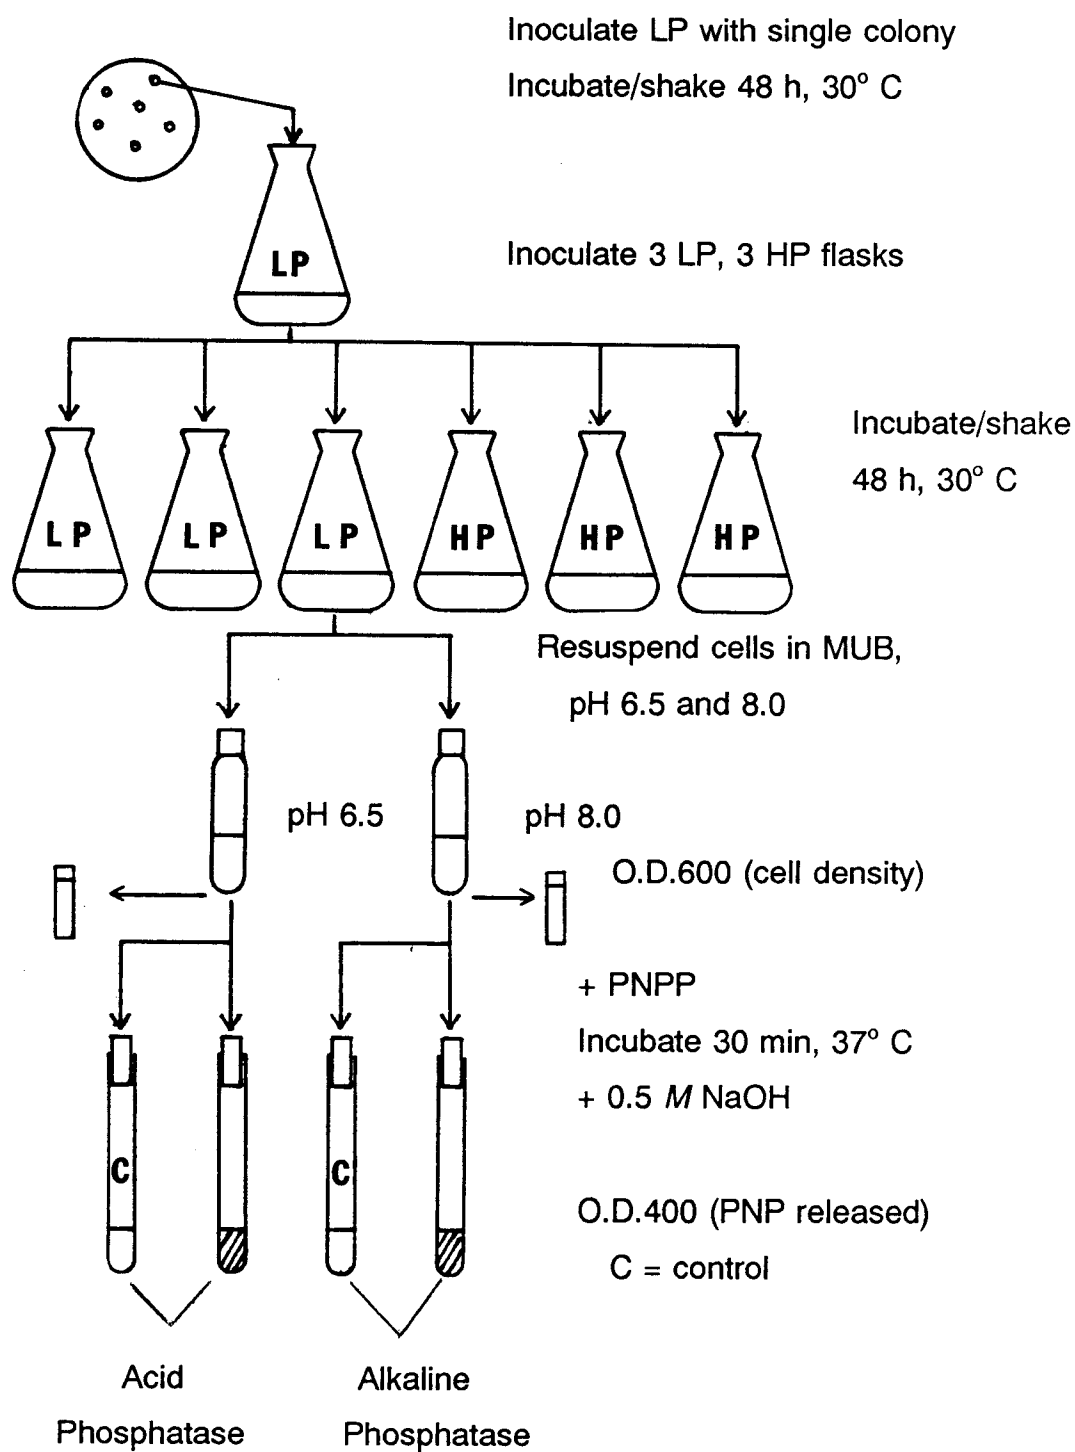 Inoculate LP with single colony
Incubate/shake 48 h, 30° C
LP
Inoculate 3 LP, 3 HP flasks
Incubate/shake
48 h, 30° C
LP LP LP HP HP HP
Resuspend cells in MUB,
pH 6.5 and 8.0
pH 6.5 pH 8.0
O.D.600 (cell density)
+ PNPP
Incubate 30 min, 37° C
+ 0.5 M NaOH
C C
O.D.400 (PNP released)
C = control
Acid Alkaline
Phosphatase Phosphatase